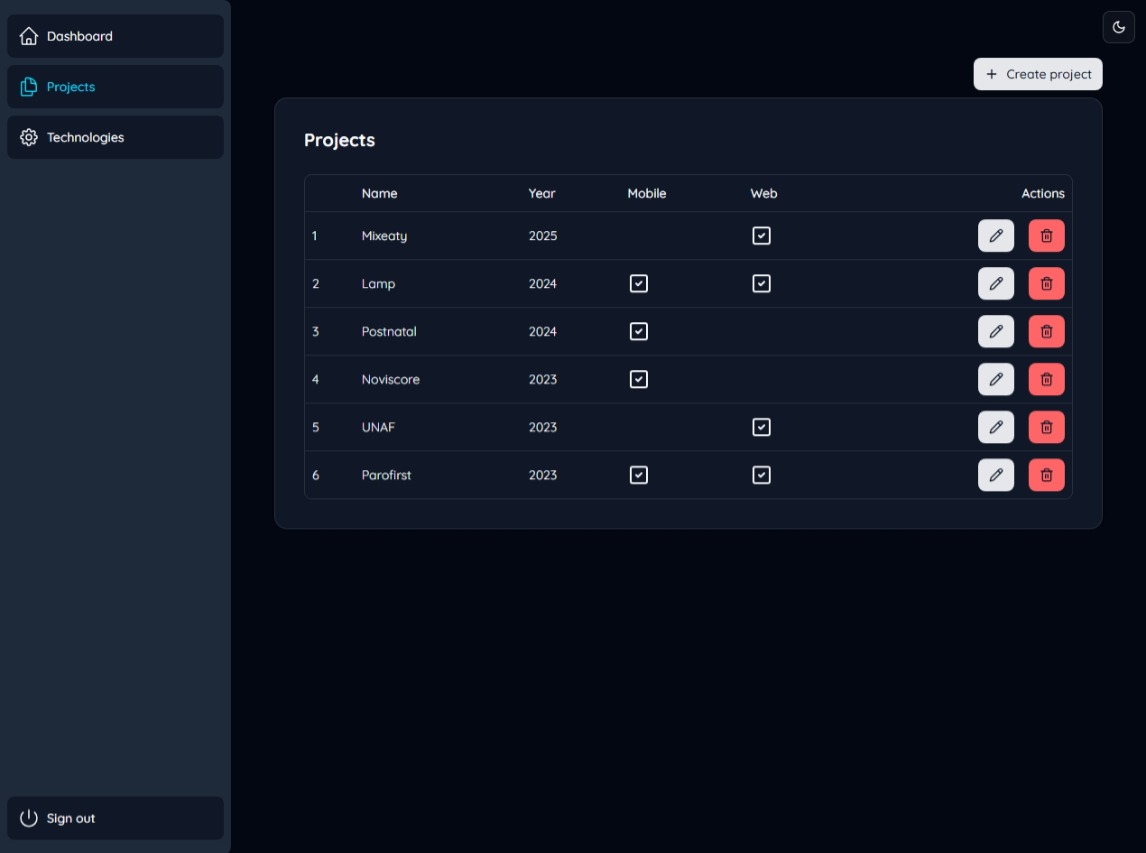 Dashboard
Projects
Technologies
Sign out
Create project
Projects
Name Year Mobile Web Actions
1 Mixeaty 2025
2 Lamp 2024
3 Postnatal 2024
4 Noviscore 2023
5 UNAF 2023
6 Parofirst 2023